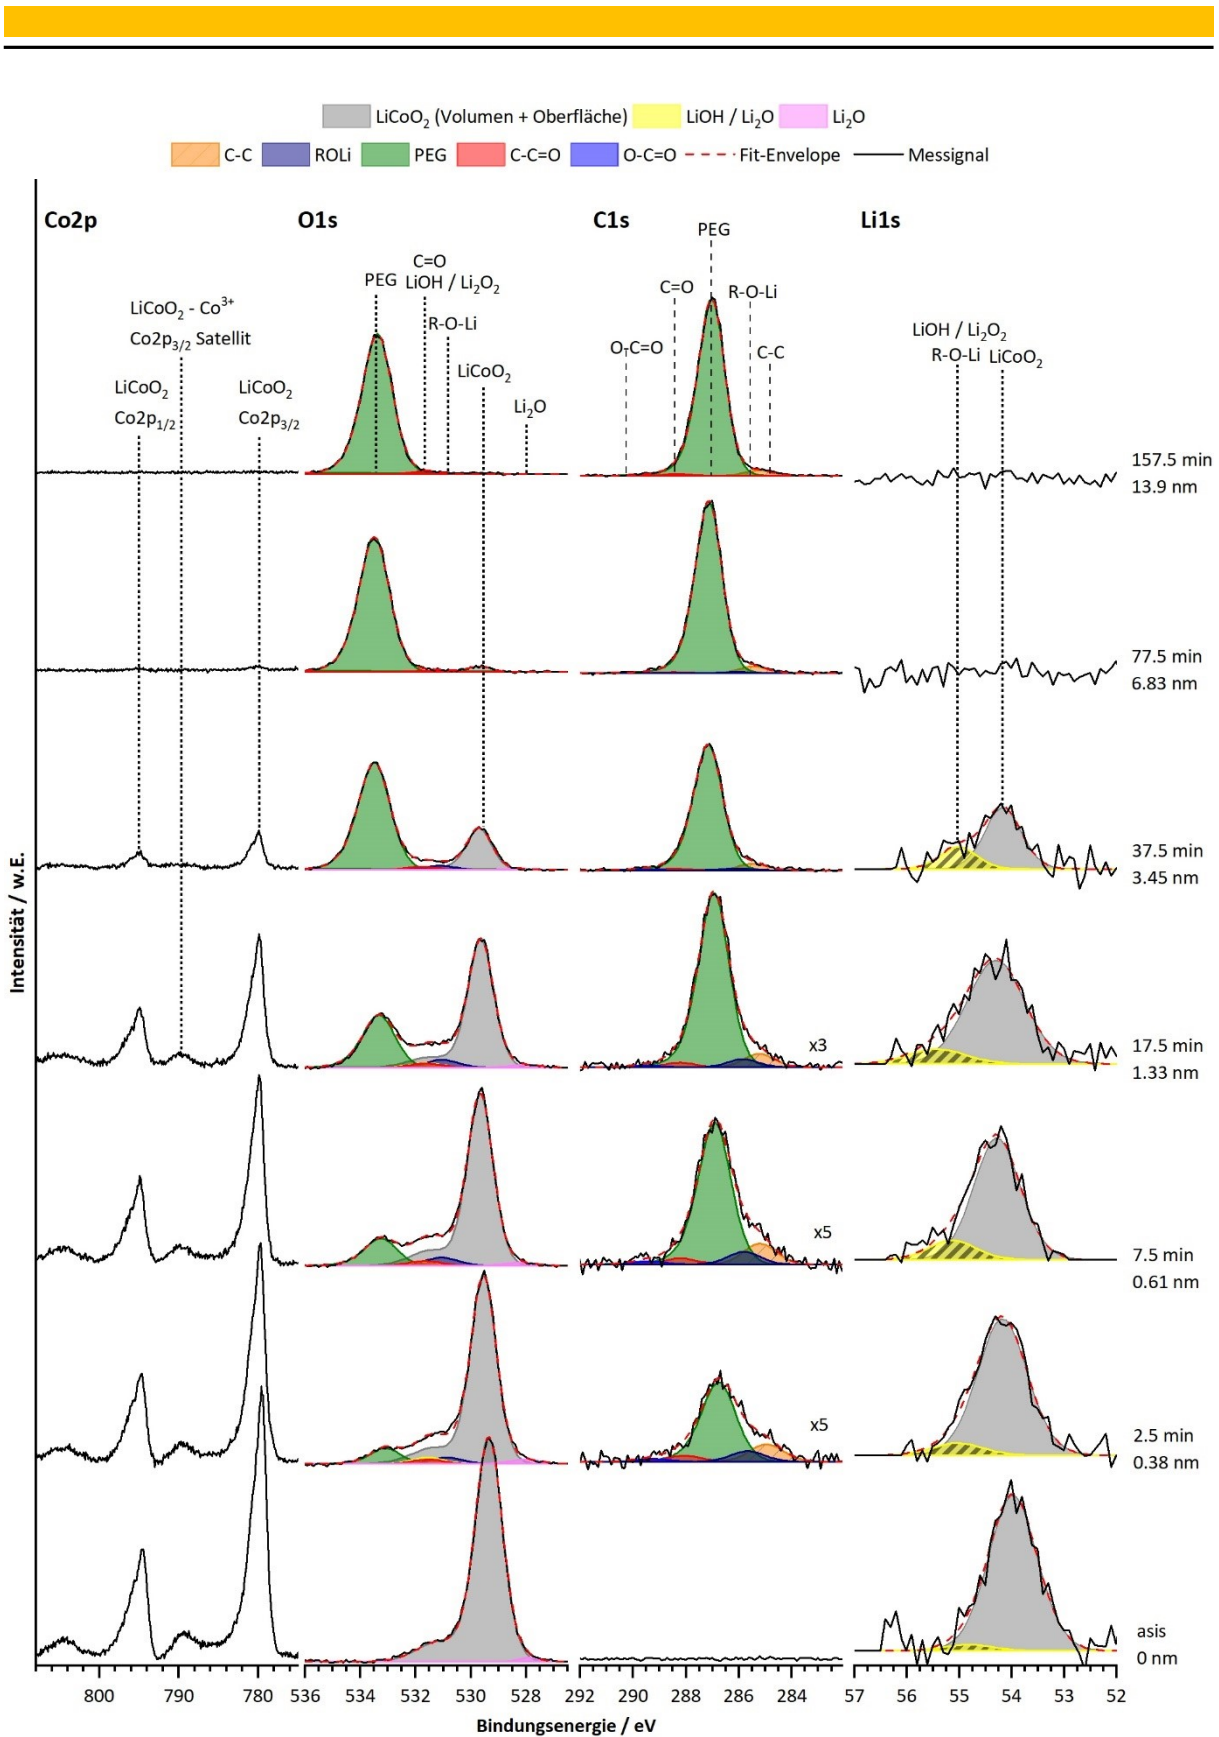 LiCoO₂ (Volumen + Oberfläche) LiOH / Li₂O Li₂O
C-C ROLi PEG C-C=O O-C=O Fit-Envelope Messignal
Co2p O1s C1s Li1s
LiCoO₂ - Co³⁺
Co2p₃/₂ Satellit
LiCoO₂
Co2p₁/₂
LiCoO₂
Co2p₃/₂
PEG
C=O
LiOH / Li₂O₂
R-O-Li
LiCoO₂
Li₂O
PEG
C=O
R-O-Li
OTC=O
C-C
LiOH / Li₂O₂
R-O-Li LiCoO₂
157.5 min
13.9 nm
77.5 min
6.83 nm
37.5 min
3.45 nm
x3
17.5 min
1.33 nm
x5
7.5 min
0.61 nm
x5
2.5 min
0.38 nm
asis
0 nm
Intensität / w.E.
800 790 780 536 534 532 530 528 292 290 288 286 284 57 56 55 54 53 52
Bindungsenergie / eV